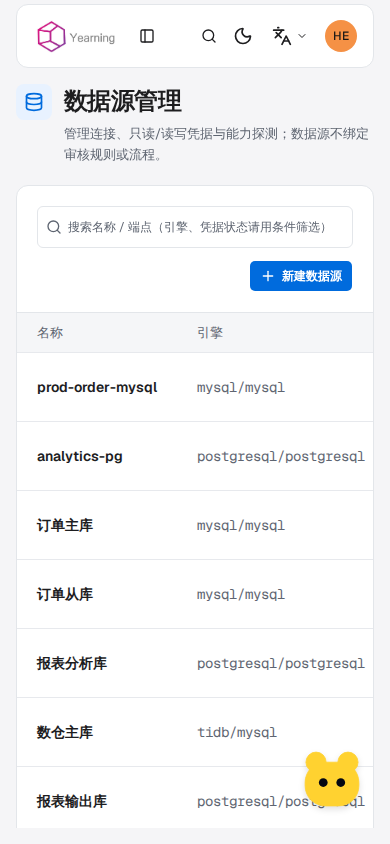 Yearning
HE
数据源管理
管理连接、只读/读写凭据与能力探测；数据源不绑定
审核规则或流程。
搜索名称 / 端点（引擎、凭据状态请用条件筛选）
新建数据源
名称 引擎
prod-order-mysql mysql/mysql
analytics-pg postgresql/postgresql
订单主库 mysql/mysql
订单从库 mysql/mysql
报表分析库 postgresql/postgresql
数仓主库 tidb/mysql
报表输出库